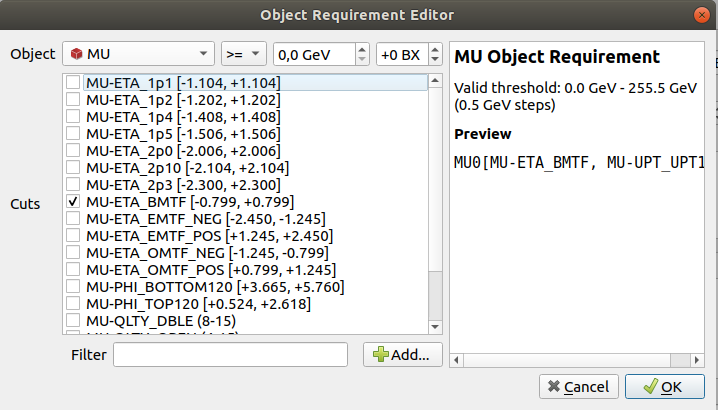 Object Requirement Editor
Object
MU
>=
0,0 GeV
+0 BX
MU-ETA_1p1 [-1.104, +1.104]
MU-ETA_1p2 [-1.202, +1.202]
MU-ETA_1p4 [-1.408, +1.408]
MU-ETA_1p5 [-1.506, +1.506]
MU-ETA_2p0 [-2.006, +2.006]
MU-ETA_2p10 [-2.104, +2.104]
MU-ETA_2p3 [-2.300, +2.300]
MU-ETA_BMTF [-0.799, +0.799]
MU-ETA_EMTF_NEG [-2.450, -1.245]
MU-ETA_EMTF_POS [+1.245, +2.450]
MU-ETA_OMTF_NEG [-1.245, -0.799]
MU-ETA_OMTF_POS [+0.799, +1.245]
MU-PHI_BOTTOM120 [+3.665, +5.760]
MU-PHI_TOP120 [+0.524, +2.618]
MU-QLTY_DBLE (8-15)
Cuts
Filter
Add...
MU Object Requirement
Valid threshold: 0.0 GeV - 255.5 GeV
(0.5 GeV steps)
Preview
MU0[MU-ETA_BMTF, MU-UPT_UPT1
Cancel
OK